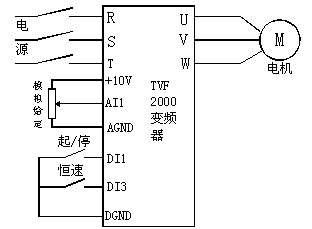 电
源
R
S
T
+10V
AI1
AGND
DI1
DI3
DGND
模拟给定
起/停
恒速
TVF
2000
变频
器
U
V
W
M
电机